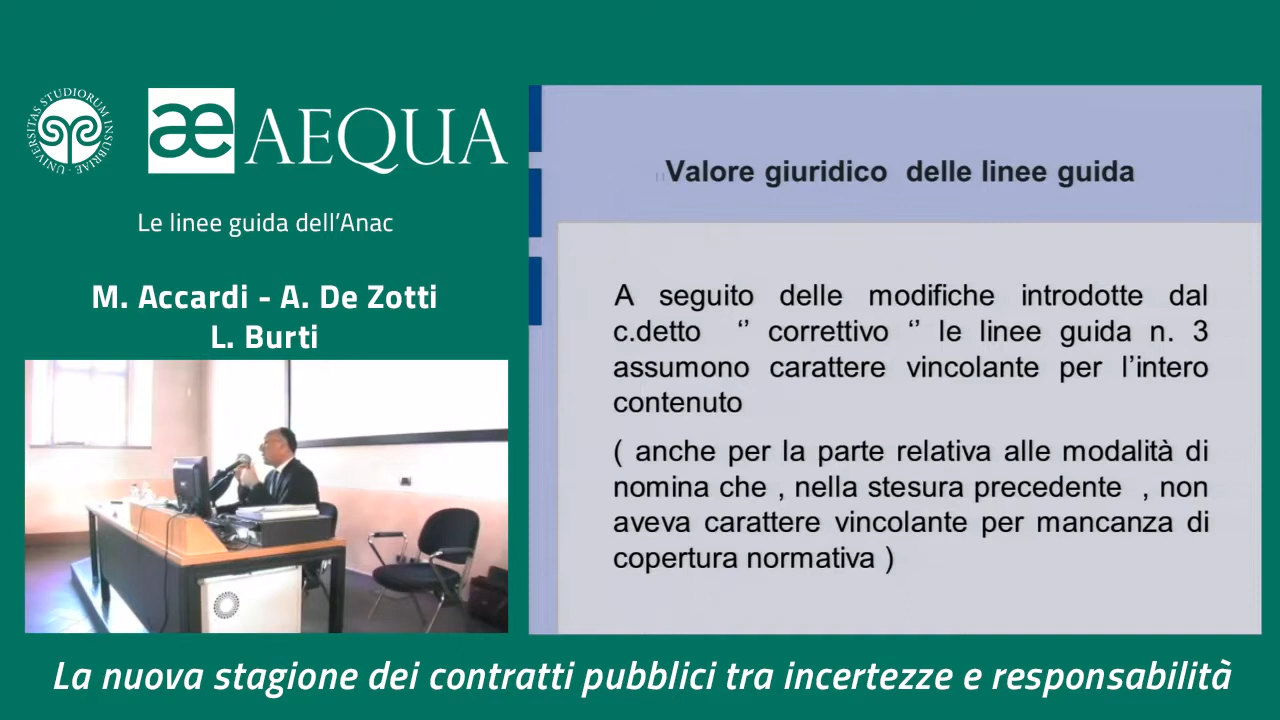 UNIVERSITAS STUDIORUM INSUBRIAE
æ AEQUA
Le linee guida dell’Anac
M. Accardi - A. De Zotti
L. Burti
Valore giuridico delle linee guida
A seguito delle modifiche introdotte dal
c.detto ‘’ correttivo ‘’ le linee guida n. 3
assumono carattere vincolante per l’intero
contenuto
( anche per la parte relativa alle modalità di
nomina che , nella stesura precedente , non
aveva carattere vincolante per mancanza di
copertura normativa )
La nuova stagione dei contratti pubblici tra incertezze e responsabilità